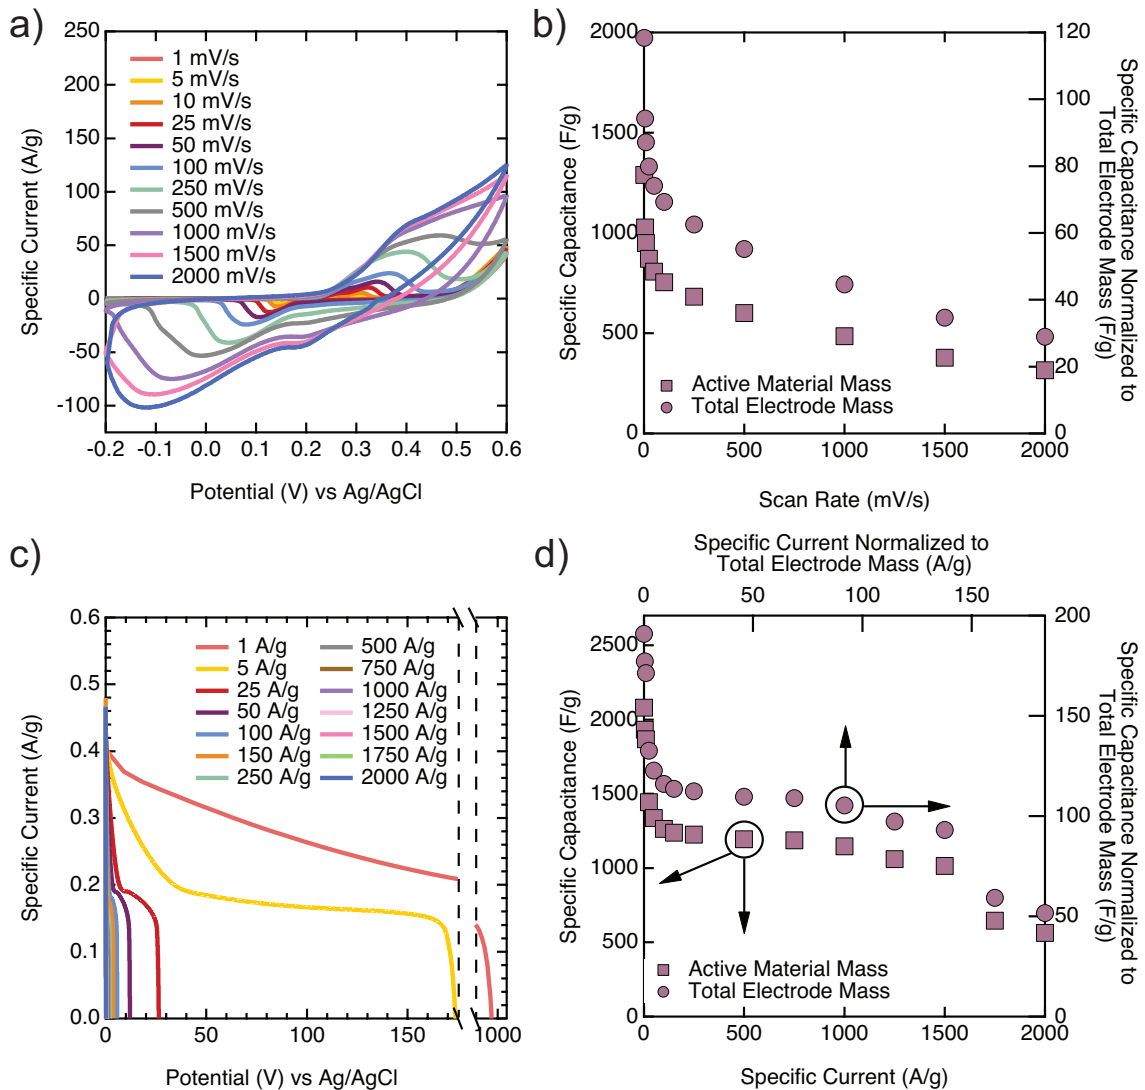 a)
250
200
150
100
50
0
-50
-100
Specific Current (A/g)
1 mV/s
5 mV/s
10 mV/s
25 mV/s
50 mV/s
100 mV/s
250 mV/s
500 mV/s
1000 mV/s
1500 mV/s
2000 mV/s
-0.2 -0.1 0.0 0.1 0.2 0.3 0.4 0.5 0.6
Potential (V) vs Ag/AgCl
b)
2000
1500
1000
500
0
Specific Capacitance (F/g)
120
100
80
60
40
20
0
Specific Capacitance Normalized to
Total Electrode Mass (F/g)
Active Material Mass
Total Electrode Mass
0 500 1000 1500 2000
Scan Rate (mV/s)
c)
0.6
0.5
0.4
0.3
0.2
0.1
0.0
Specific Current (A/g)
1 A/g
5 A/g
25 A/g
50 A/g
100 A/g
150 A/g
250 A/g
500 A/g
750 A/g
1000 A/g
1250 A/g
1500 A/g
1750 A/g
2000 A/g
0 50 100 150 1000
Potential (V) vs Ag/AgCl
d)
Specific Current Normalized to
Total Electrode Mass (A/g)
0 50 100 150
2500
2000
1500
1000
500
0
Specific Capacitance (F/g)
200
150
100
50
0
Specific Capacitance Normalized to
Total Electrode Mass (F/g)
Active Material Mass
Total Electrode Mass
0 500 1000 1500 2000
Specific Current (A/g)